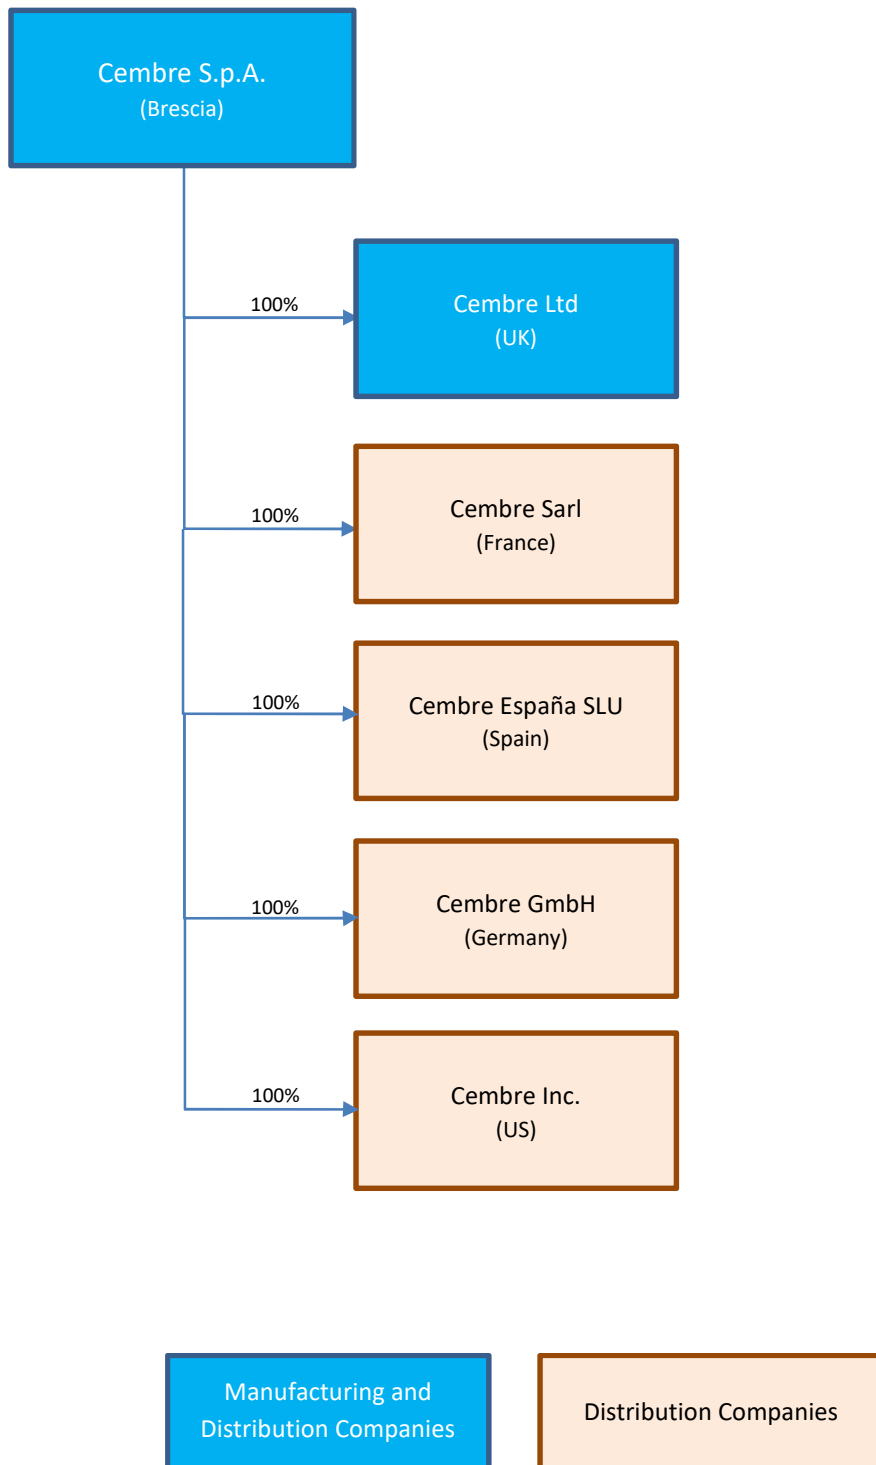 Cembre S.p.A.
(Brescia)
100%
Cembre Ltd
(UK)
100%
Cembre Sarl
(France)
100%
Cembre España SLU
(Spain)
100%
Cembre GmbH
(Germany)
100%
Cembre Inc.
(US)
Manufacturing and
Distribution Companies
Distribution Companies